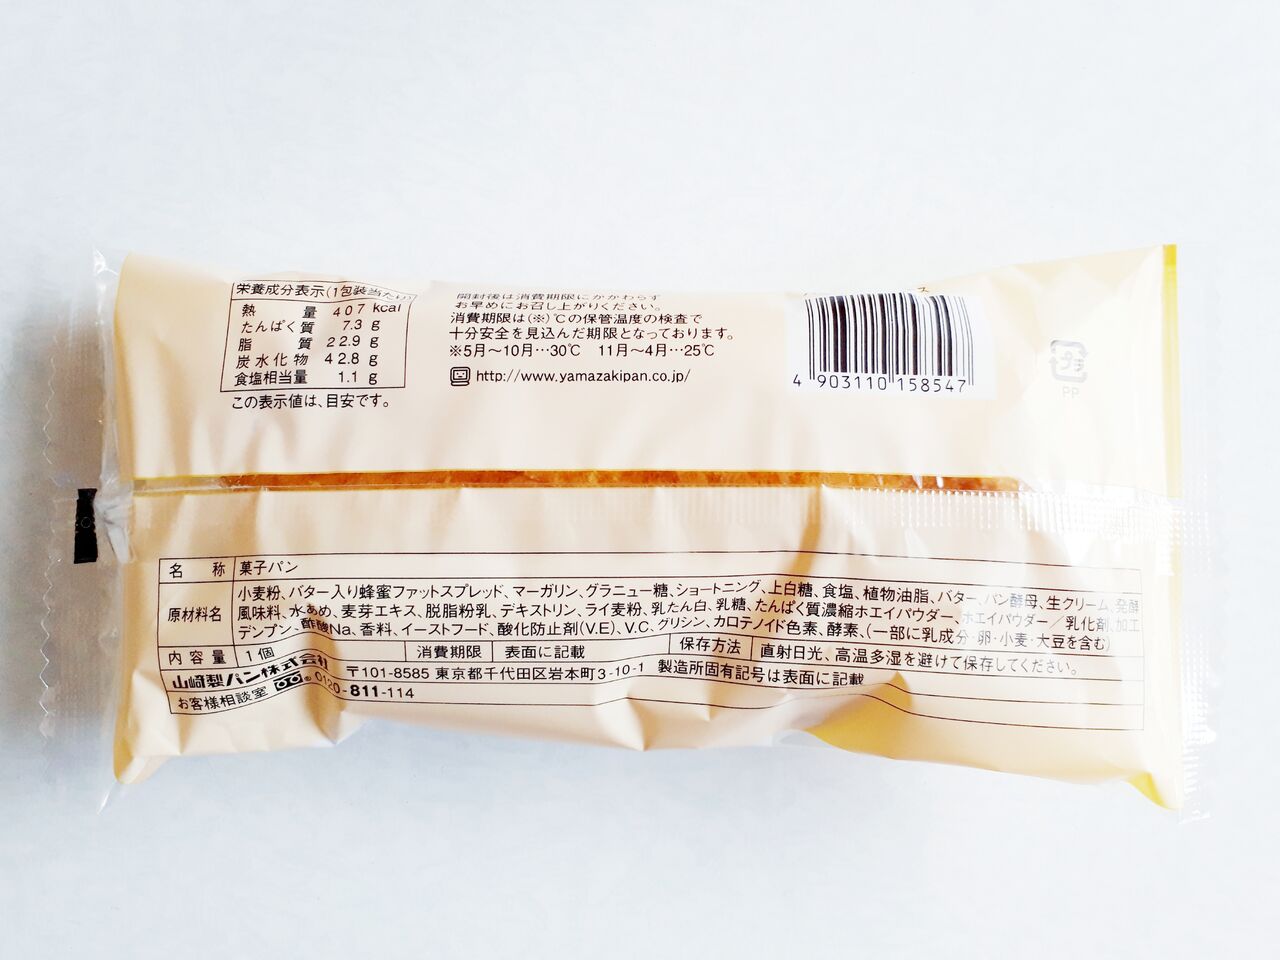 栄養成分表示(1包装当たり)
熱量 407 kcal
たんぱく質 7.3 g
脂質 22.9 g
炭水化物 42.8 g
食塩相当量 1.1 g
この表示値は、目安です。
開封後は消費期限にかかわらず
お早めにお召し上がりください。
消費期限は(※)℃の保管温度の検査で
十分安全を見込んだ期限となっております。
※5月〜10月…30℃ 11月〜4月…25℃
http://www.yamazakipan.co.jp/
4 903110 158547
プラ
PP
名称 菓子パン
原材料名 小麦粉、バター入り蜂蜜ファットスプレッド、マーガリン、グラニュー糖、ショートニング、上白糖、食塩、植物油脂、バター、パン酵母、生クリーム、発酵
風味料、水あめ、麦芽エキス、脱脂粉乳、デキストリン、ライ麦粉、乳たん白、乳糖、たんぱく質濃縮ホエイパウダー、ホエイパウダー／乳化剤、加工
デンプン、酢酸Na、香料、イーストフード、酸化防止剤(V.E)、V.C、グリシン、カロテノイド色素、酵素、(一部に乳成分・卵・小麦・大豆を含む)
内容量 1個 消費期限 表面に記載 保存方法 直射日光、高温多湿を避けて保存してください。
山崎製パン株式会社 〒101-8585 東京都千代田区岩本町3-10-1 製造所固有記号は表面に記載
お客様相談室 0120-811-114